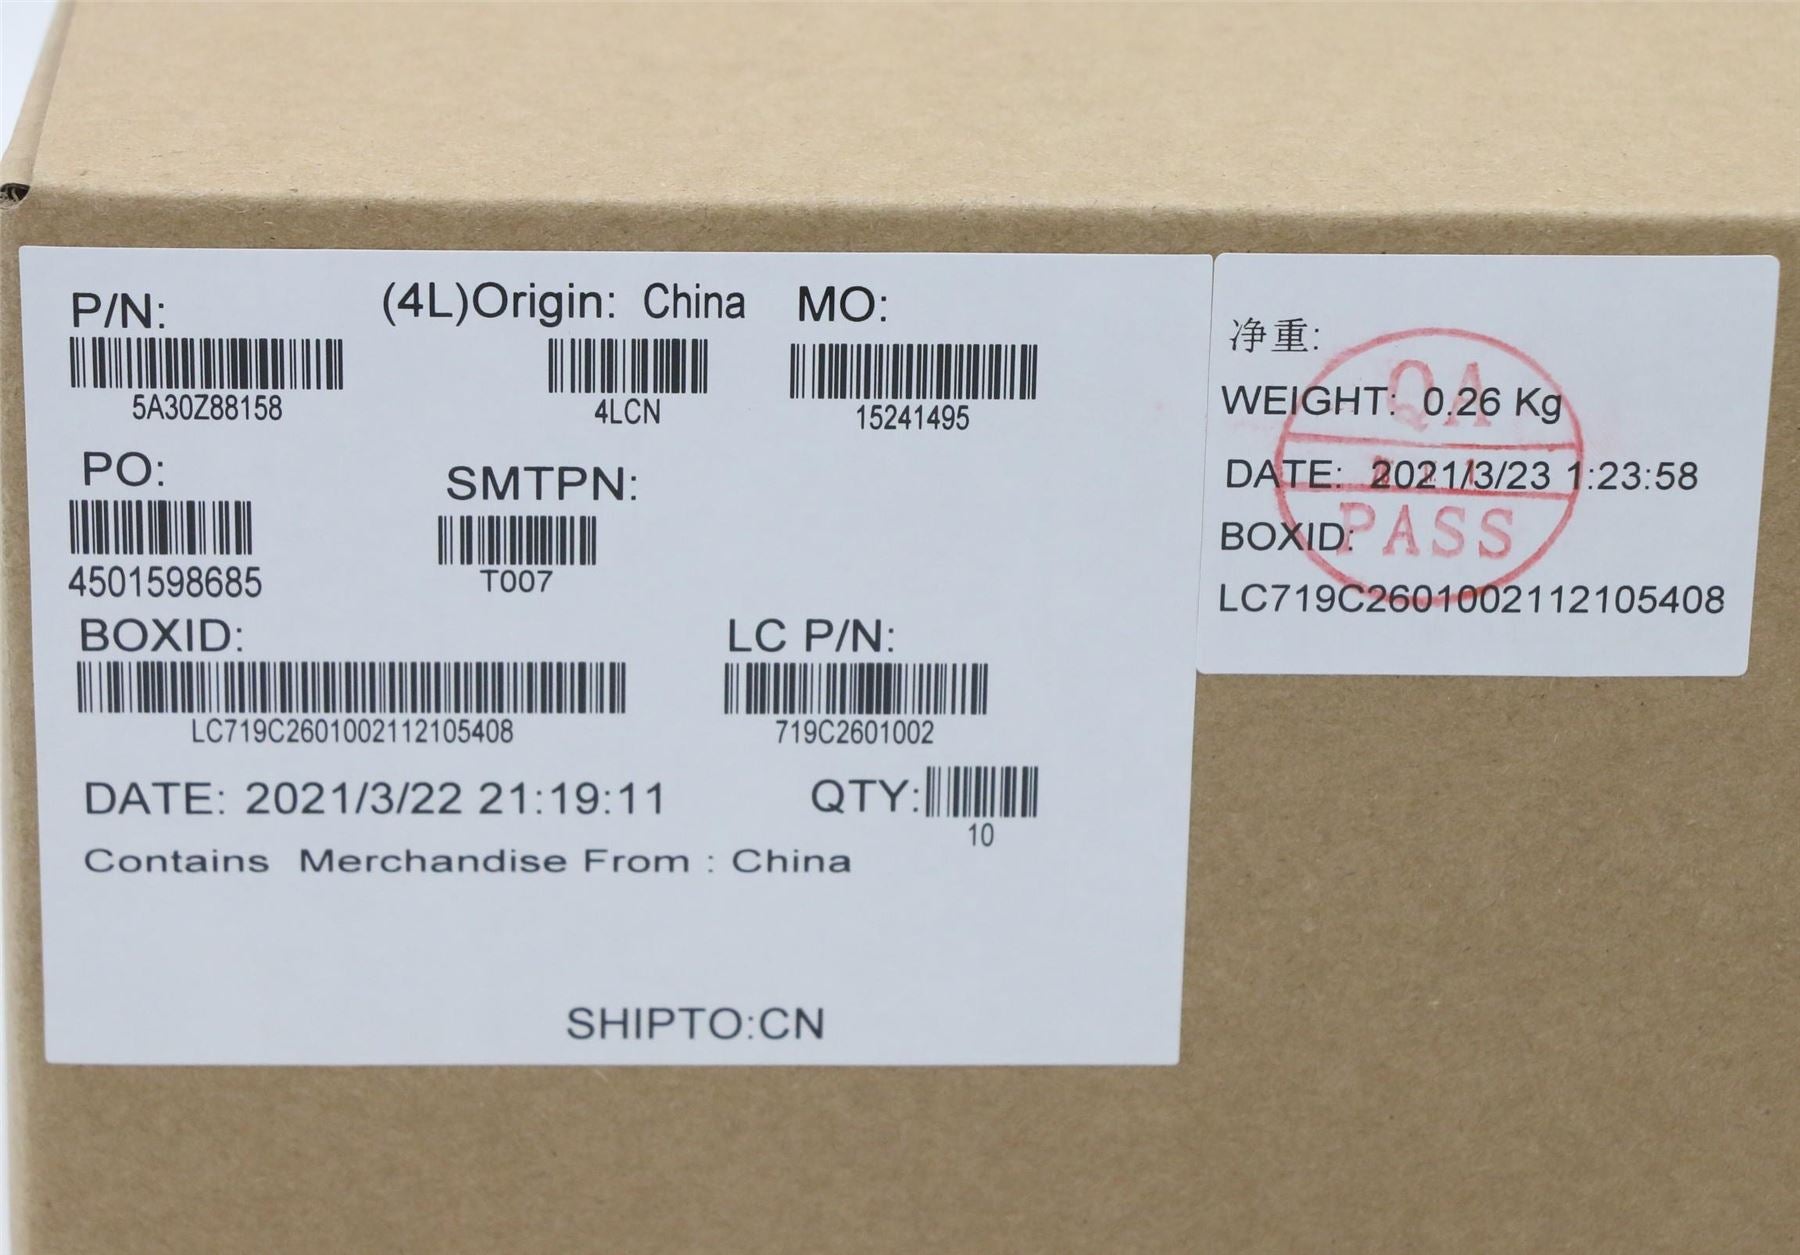 P/N: (4L)Origin: China MO:
5A30Z88158 4LCN 15241495
PO: SMTPN:
4501598685 T007
BOXID: LC P/N:
LC719C2601002112105408 719C2601002
DATE: 2021/3/22 21:19:11 QTY:
10
Contains Merchandise From : China
SHIPTO:CN
净重:
WEIGHT: 0.26 Kg
DATE: 2021/3/23 1:23:58
BOXID:
LC719C2601002112105408
QA
PASS